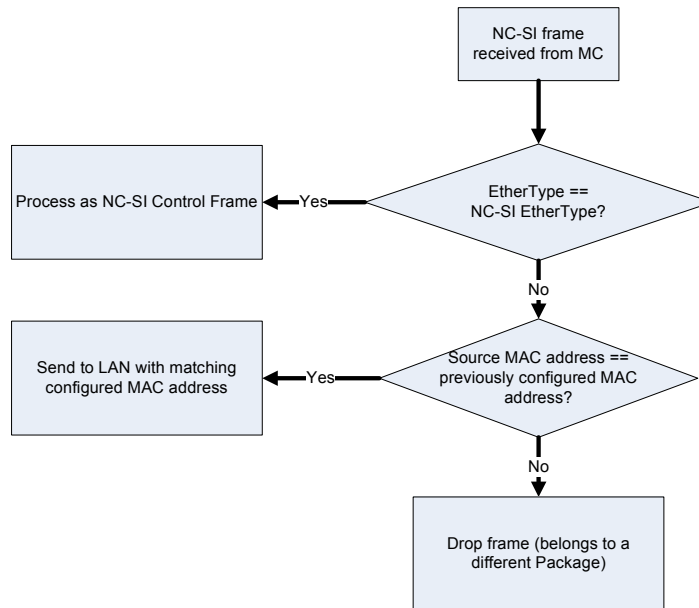 NC-SI frame
received from MC
EtherType ==
NC-SI EtherType?
Yes
Process as NC-SI Control Frame
No
Source MAC address ==
previously configured MAC
address?
Yes
Send to LAN with matching
configured MAC address
No
Drop frame (belongs to a
different Package)